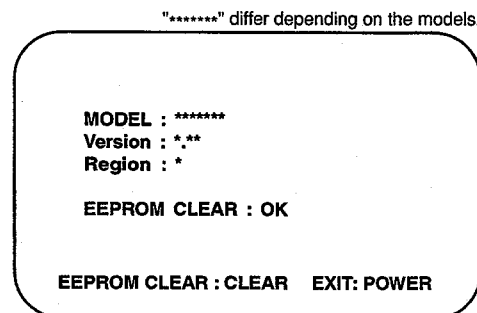 "*******" differ depending on the models.
MODEL : *******
Version : *.**
Region : *
EEPROM CLEAR : OK
EEPROM CLEAR : CLEAR EXIT: POWER